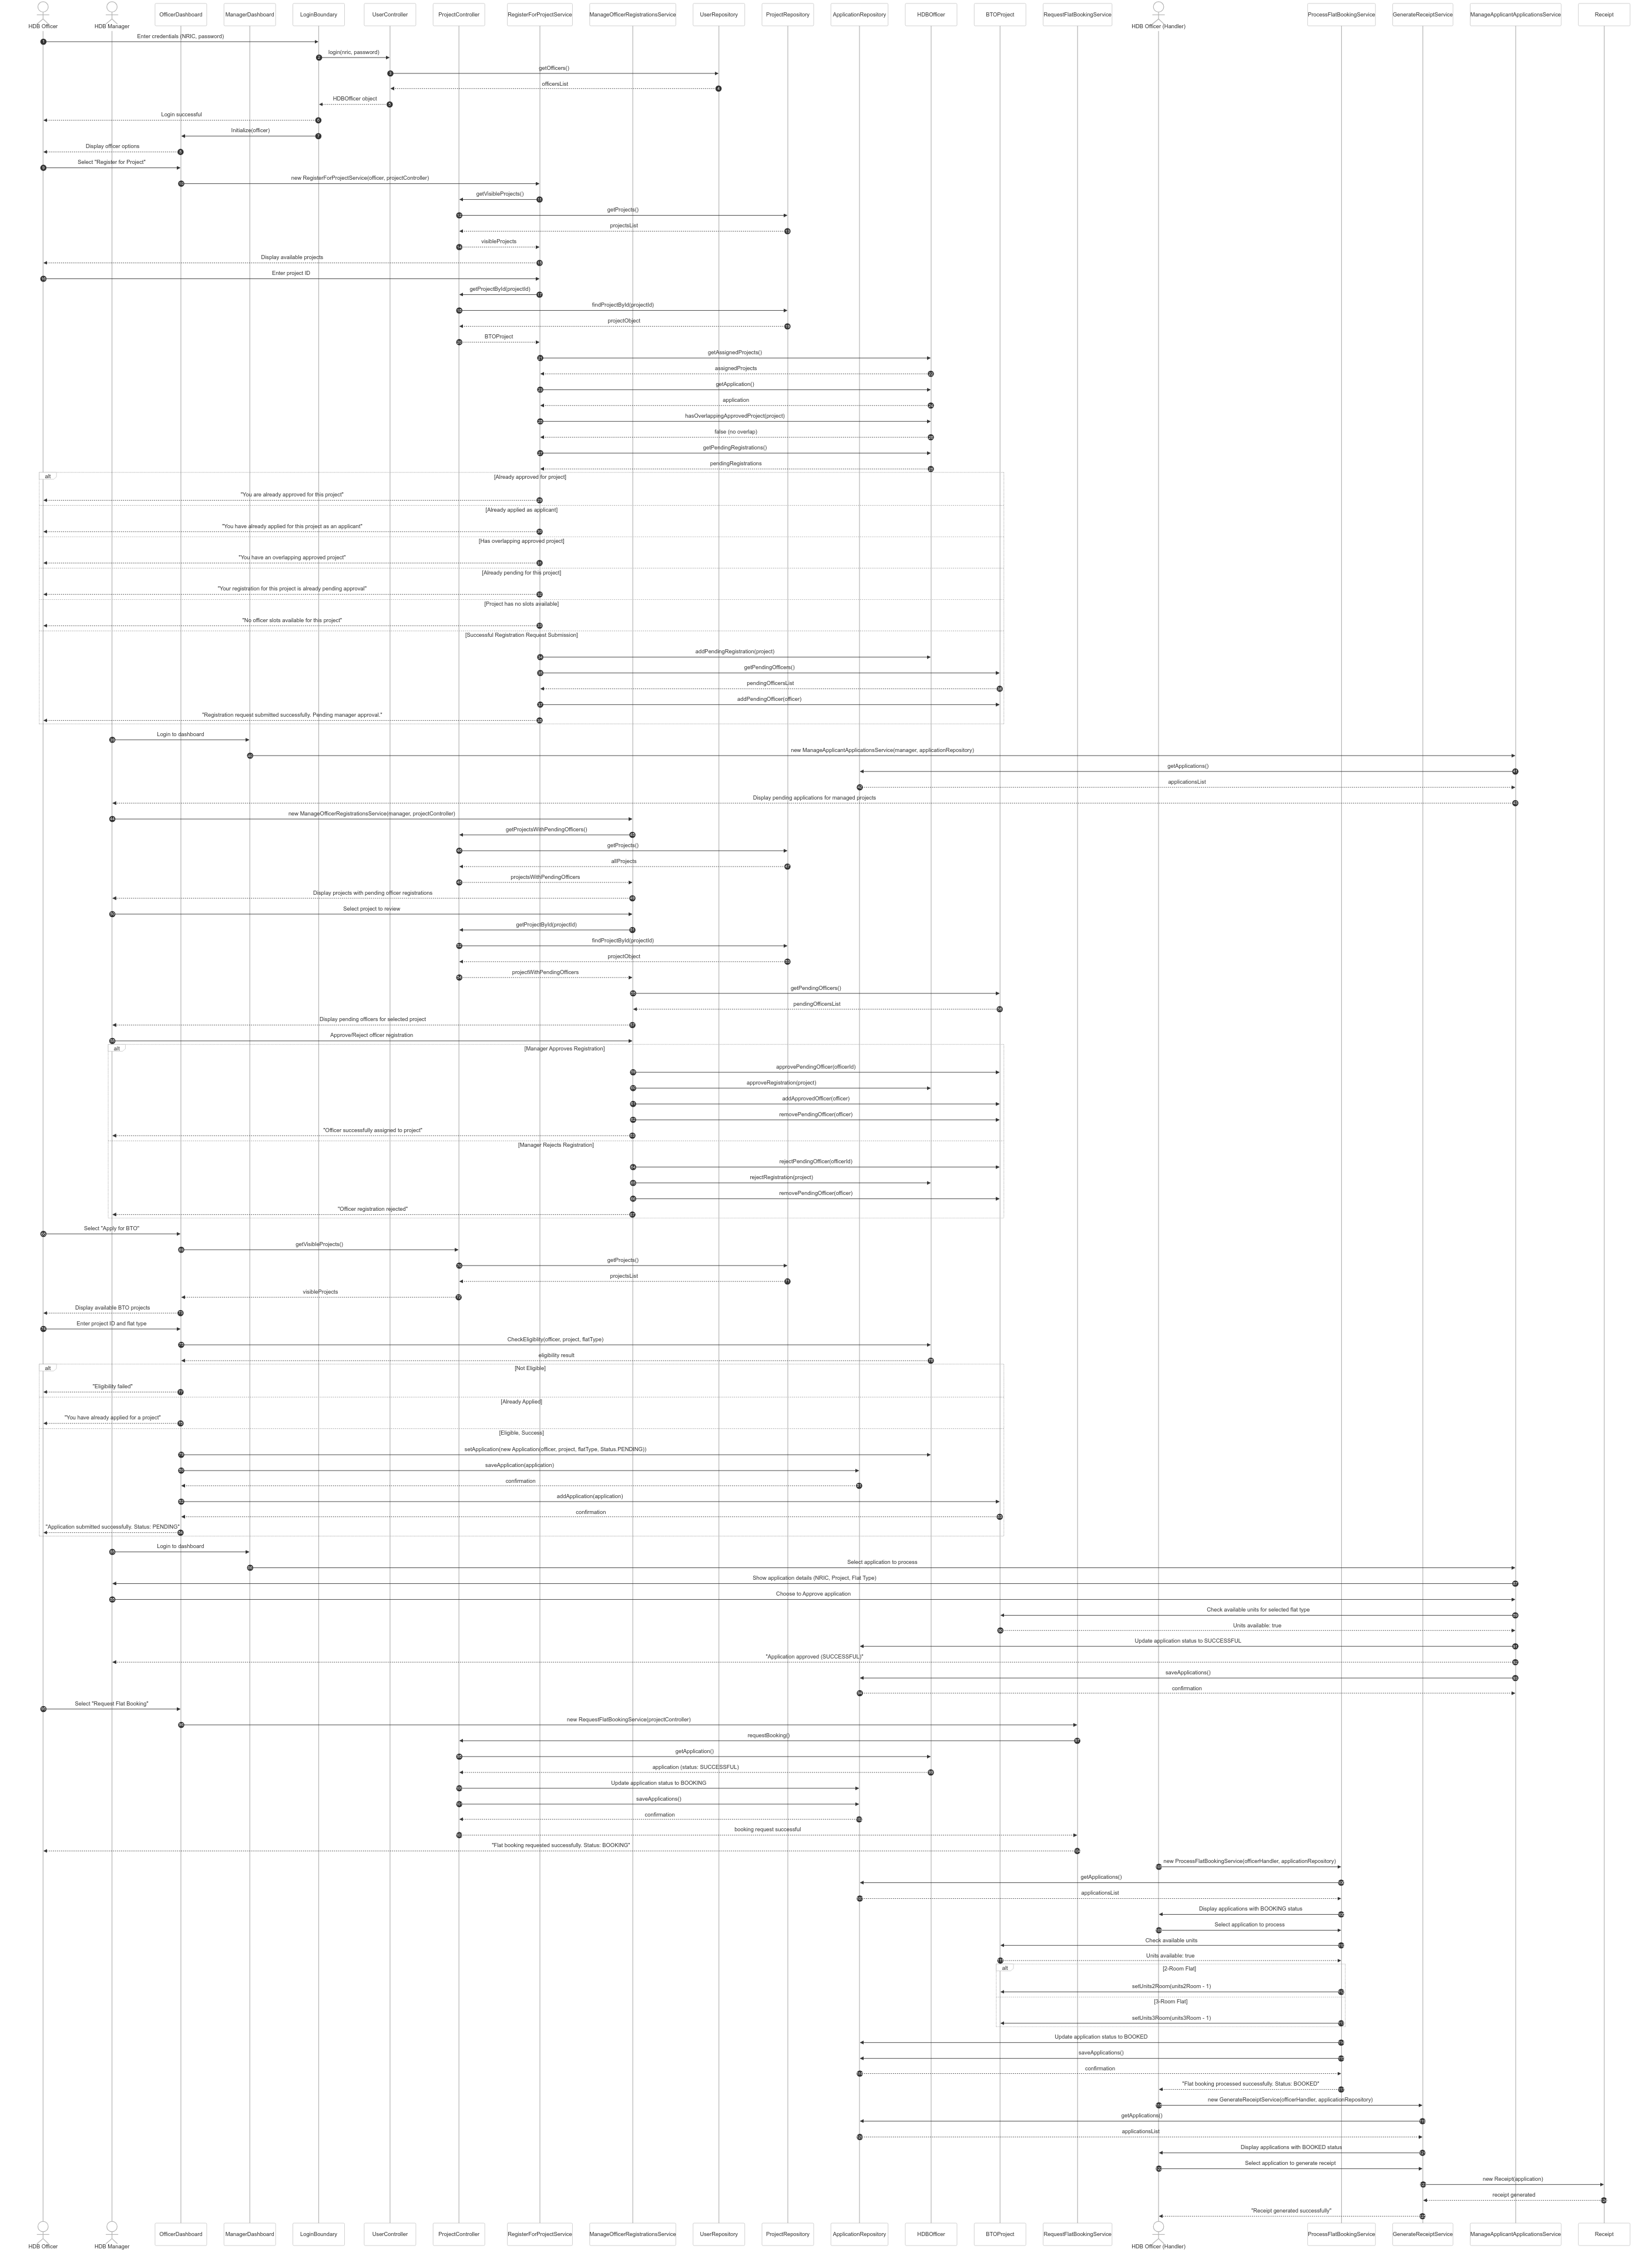 HDB Officer
HDB Manager
OfficerDashboard
ManagerDashboard
LoginBoundary
UserController
ProjectController
RegisterForProjectService
ManageOfficerRegistrationsService
UserRepository
ProjectRepository
ApplicationRepository
HDBOfficer
BTOProject
RequestFlatBookingService
HDB Officer (Handler)
ProcessFlatBookingService
GenerateReceiptService
ManageApplicantApplicationsService
Receipt
Enter credentials (NRIC, password)
login(nric, password)
getOfficers()
officersList
HDBOfficer object
Login successful
Initialize(officer)
Display officer options
Select "Register for Project"
new RegisterForProjectService(officer, projectController)
getVisibleProjects()
getProjects()
projectsList
visibleProjects
Display available projects
Enter project ID
getProjectById(projectId)
findProjectById(projectId)
projectObject
BTOProject
getAssignedProjects()
assignedProjects
getApplication()
application
hasOverlappingApprovedProject(project)
false (no overlap)
getPendingRegistrations()
pendingRegistrations
alt
[Already approved for project]
"You are already approved for this project"
[Already applied as applicant]
"You have already applied for this project as an applicant"
[Has overlapping approved project]
"You have an overlapping approved project"
[Already pending for this project]
"Your registration for this project is already pending approval"
[Project has no slots available]
"No officer slots available for this project"
[Successful Registration Request Submission]
addPendingRegistration(project)
getPendingOfficers()
pendingOfficersList
addPendingOfficer(officer)
"Registration request submitted successfully. Pending manager approval."
Login to dashboard
new ManageApplicantApplicationsService(manager, applicationRepository)
getApplications()
applicationsList
Display pending applications for managed projects
new ManageOfficerRegistrationsService(manager, projectController)
getProjectsWithPendingOfficers()
getProjects()
allProjects
projectsWithPendingOfficers
Display projects with pending officer registrations
Select project to review
getProjectById(projectId)
findProjectById(projectId)
projectObject
projectWithPendingOfficers
getPendingOfficers()
pendingOfficersList
Display pending officers for selected project
Approve/Reject officer registration
alt
[Manager Approves Registration]
approvePendingOfficer(officerId)
approveRegistration(project)
addApprovedOfficer(officer)
removePendingOfficer(officer)
"Officer successfully assigned to project"
[Manager Rejects Registration]
rejectPendingOfficer(officerId)
rejectRegistration(project)
removePendingOfficer(officer)
"Officer registration rejected"
Select "Apply for BTO"
getVisibleProjects()
getProjects()
projectsList
visibleProjects
Display available BTO projects
Enter project ID and flat type
CheckEligiblity(officer, project, flatType)
eligibility result
alt
[Not Eligible]
"Eligibility failed"
[Already Applied]
"You have already applied for a project"
[Eligible, Success]
setApplication(new Application(officer, project, flatType, Status.PENDING))
saveApplication(application)
confirmation
addApplication(application)
confirmation
"Application submitted successfully. Status: PENDING"
Login to dashboard
Select application to process
Show application details (NRIC, Project, Flat Type)
Choose to Approve application
Check available units for selected flat type
Units available: true
Update application status to SUCCESSFUL
"Application approved (SUCCESSFUL)"
saveApplications()
confirmation
Select "Request Flat Booking"
new RequestFlatBookingService(projectController)
requestBooking()
getApplication()
application (status: SUCCESSFUL)
Update application status to BOOKING
saveApplications()
confirmation
booking request successful
"Flat booking requested successfully. Status: BOOKING"
new ProcessFlatBookingService(officerHandler, applicationRepository)
getApplications()
applicationsList
Display applications with BOOKING status
Select application to process
Check available units
Units available: true
alt
[2-Room Flat]
setUnits2Room(units2Room - 1)
[3-Room Flat]
setUnits3Room(units3Room - 1)
Update application status to BOOKED
saveApplications()
confirmation
"Flat booking processed successfully. Status: BOOKED"
new GenerateReceiptService(officerHandler, applicationRepository)
getApplications()
applicationsList
Display applications with BOOKED status
Select application to generate receipt
new Receipt(application)
receipt generated
"Receipt generated successfully"
HDB Officer
HDB Manager
OfficerDashboard
ManagerDashboard
LoginBoundary
UserController
ProjectController
RegisterForProjectService
ManageOfficerRegistrationsService
UserRepository
ProjectRepository
ApplicationRepository
HDBOfficer
BTOProject
RequestFlatBookingService
HDB Officer (Handler)
ProcessFlatBookingService
GenerateReceiptService
ManageApplicantApplicationsService
Receipt